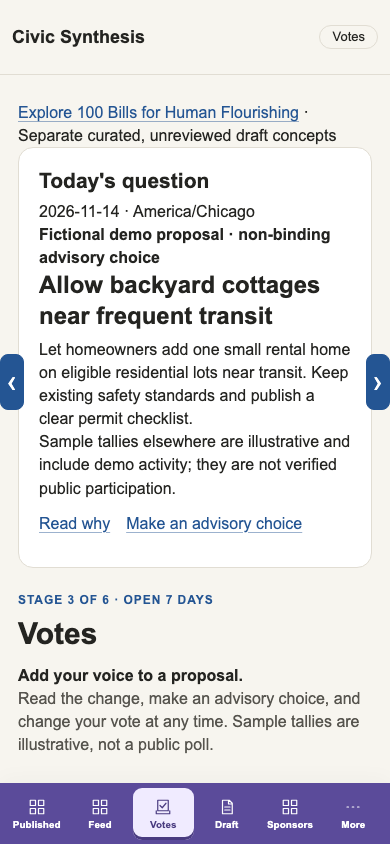 Civic Synthesis
Votes
Explore 100 Bills for Human Flourishing ·
Separate curated, unreviewed draft concepts
Today's question
2026-11-14 · America/Chicago
Fictional demo proposal · non-binding
advisory choice
Allow backyard cottages
near frequent transit
Let homeowners add one small rental home
on eligible residential lots near transit. Keep
existing safety standards and publish a
clear permit checklist.
Sample tallies elsewhere are illustrative and
include demo activity; they are not verified
public participation.
Read why Make an advisory choice
STAGE 3 OF 6 · OPEN 7 DAYS
Votes
Add your voice to a proposal.
Read the change, make an advisory choice, and
change your vote at any time. Sample tallies are
illustrative, not a public poll.
Published Feed Votes Draft Sponsors More